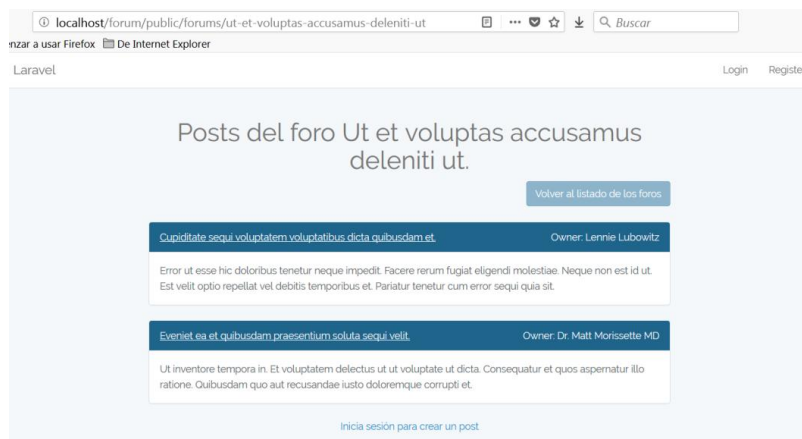 localhost/forum/public/forums/ut-et-voluptas-accusamus-deleniti-ut
Buscar
enzar a usar Firefox De Internet Explorer
Laravel Login Registe
Posts del foro Ut et voluptas accusamus
deleniti ut.
Volver al listado de los foros
Cupiditate sequi voluptatem voluptatibus dicta quibusdam et. Owner: Lennie Lubowitz
Error ut esse hic doloribus tenetur neque impedit. Facere rerum fugiat eligendi molestiae. Neque non est id ut.
Est velit optio repellat vel debitis temporibus et. Pariatur tenetur cum error sequi quia sit.
Eveniet ea et quibusdam praesentium soluta sequi velit. Owner: Dr. Matt Morissette MD
Ut inventore tempora in. Et voluptatem delectus ut ut voluptate ut dicta. Consequatur et quos aspernatur illo
ratione. Quibusdam quo aut recusandae iusto doloremque corrupti et.
Inicia sesión para crear un post